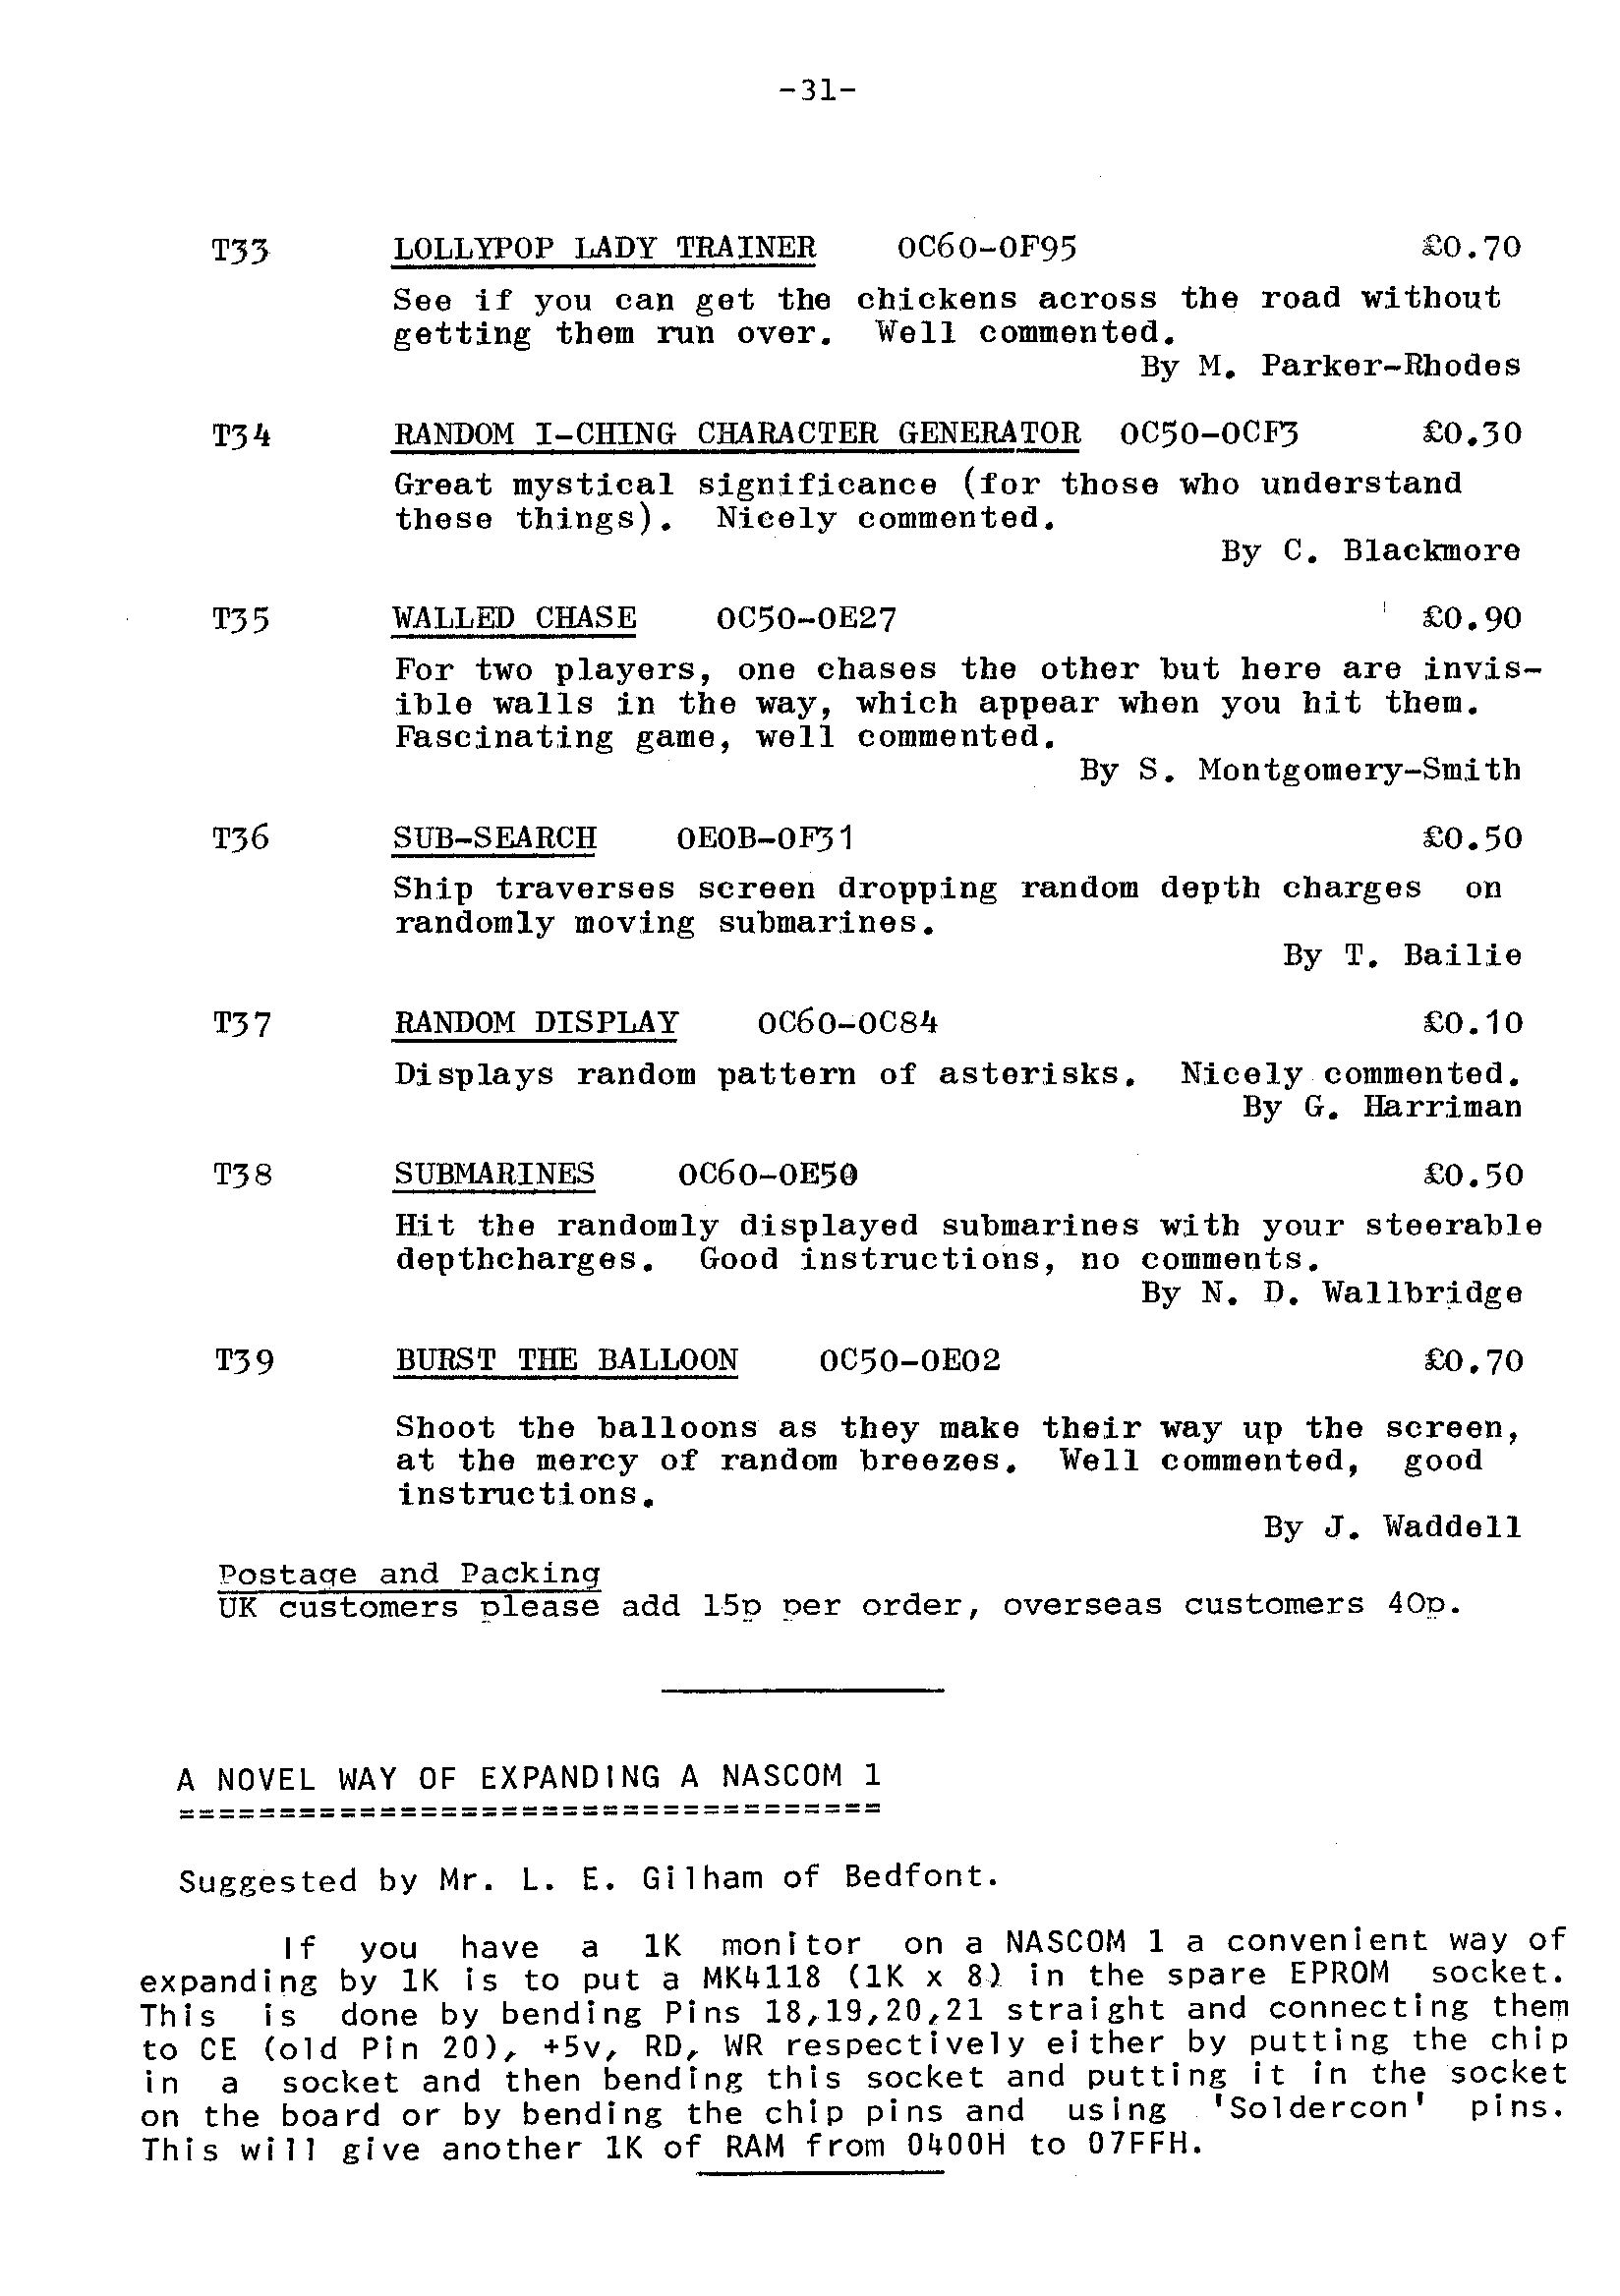 -31-
T33 LOLLYPOP LADY TRAINER 0C60-0F95 £0.70
See if you can get the chickens across the road without
getting them run over. Well commented.
By M. Parker-Rhodes
T34 RANDOM I-CHING CHARACTER GENERATOR 0C50-0CF3 £0.30
Great mystical significance (for those who understand
these things). Nicely commented.
By C. Blackmore
T35 WALLED CHASE 0C50-0E27 £0.90
For two players, one chases the other but here are invis-
ible walls in the way, which appear when you hit them.
Fascinating game, well commented.
By S. Montgomery-Smith
T36 SUB-SEARCH 0E0B-0F31 £0.50
Ship traverses screen dropping random depth charges on
randomly moving submarines.
By T. Bailie
T37 RANDOM DISPLAY 0C60-0C84 £0.10
Displays random pattern of asterisks. Nicely commented.
By G. Harriman
T38 SUBMARINES 0C60-0E50 £0.50
Hit the randomly displayed submarines with your steerable
depthcharges. Good instructions, no comments.
By N. D. Wallbridge
T39 BURST THE BALLOON 0C50-0E02 £0.70
Shoot the balloons as they make their way up the screen,
at the mercy of random breezes. Well commented, good
instructions.
By J. Waddell
Postage and Packing
UK customers please add 15p per order, overseas customers 40p.
A NOVEL WAY OF EXPANDING A NASCOM 1
===================================
Suggested by Mr. L. E. Gilham of Bedfont.
If you have a 1K monitor on a NASCOM 1 a convenient way of
expanding by 1K is to put a MK4118 (1K x 8) in the spare EPROM socket.
This is done by bending Pins 18,19,20,21 straight and connecting them
to CE (old Pin 20), +5v, RD, WR respectively either by putting the chip
in a socket and then bending this socket and putting it in the socket
on the board or by bending the chip pins and using 'Soldercon' pins.
This will give another 1K of RAM from 0400H to 07FFH.